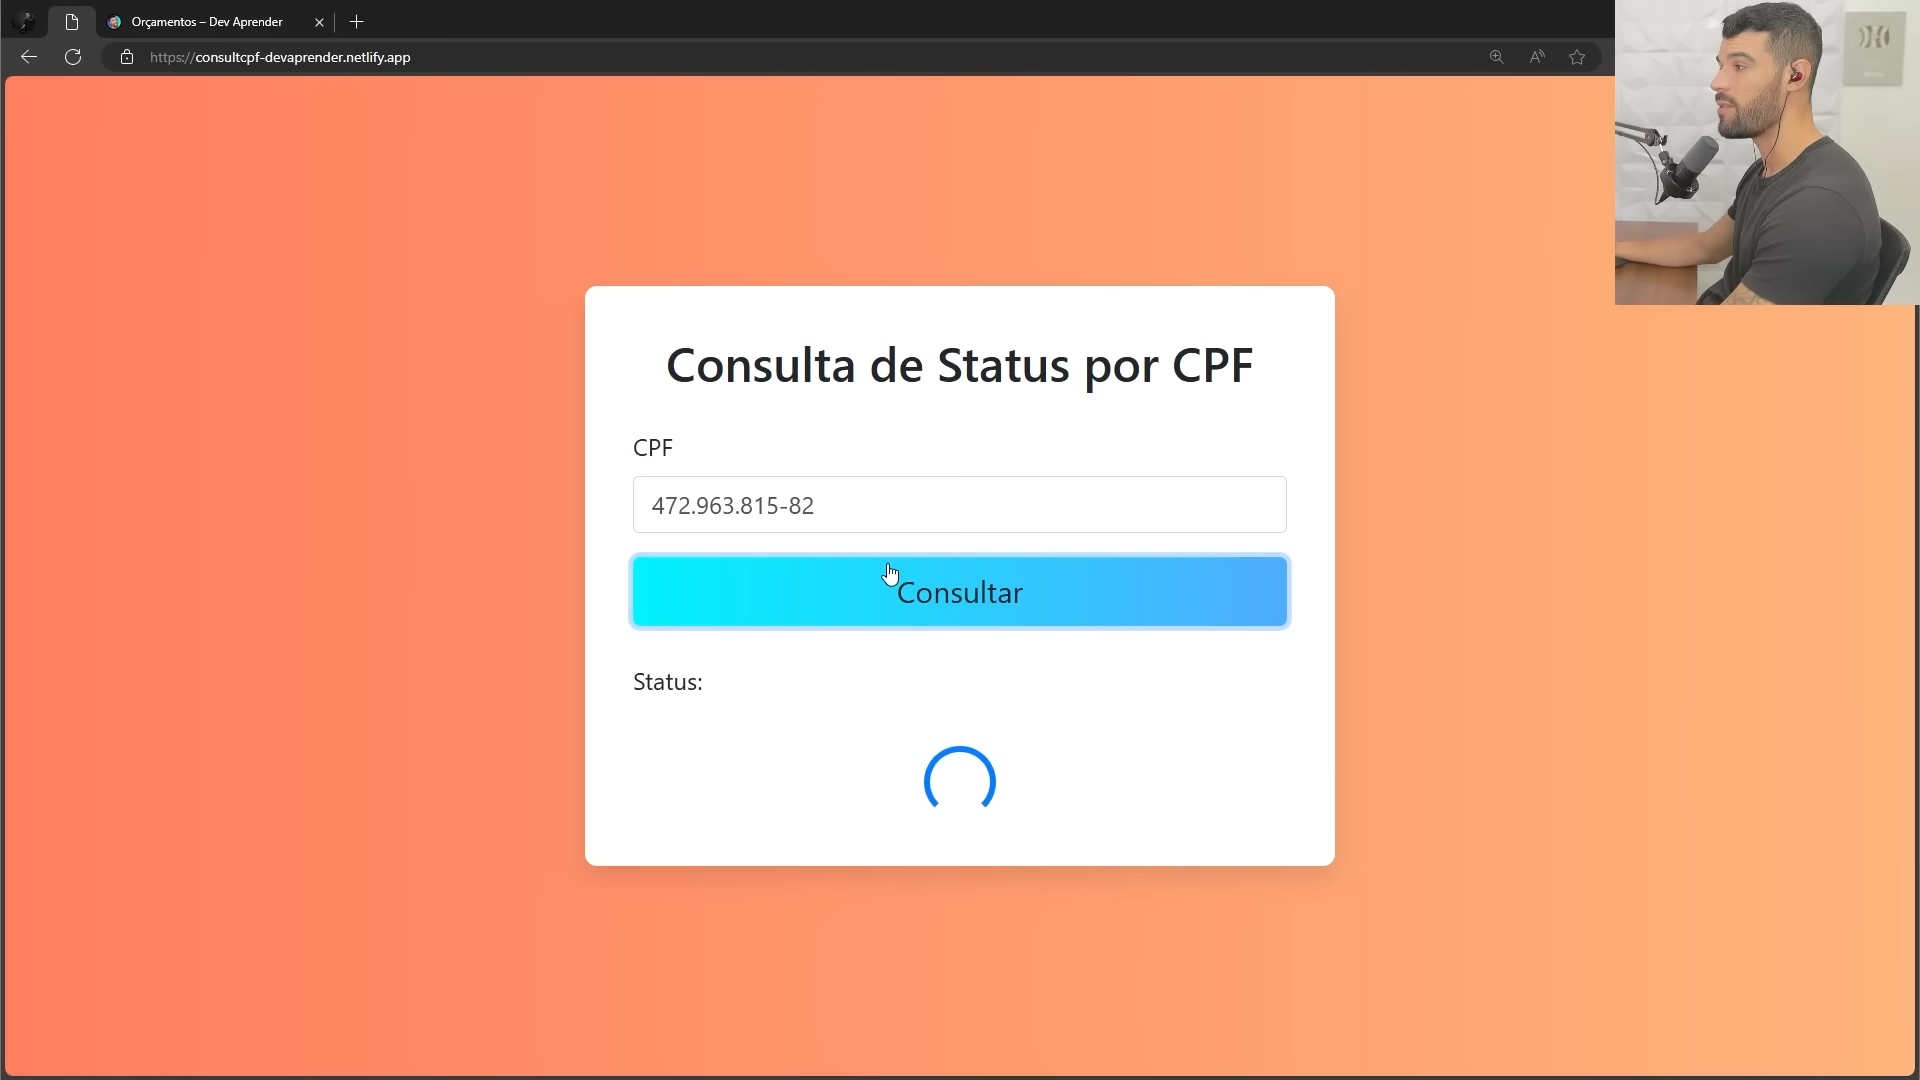 Orçamentos – Dev Aprender
https://consultcpf-devaprender.netlify.app
Consulta de Status por CPF
CPF
472.963.815-82
Consultar
Status: